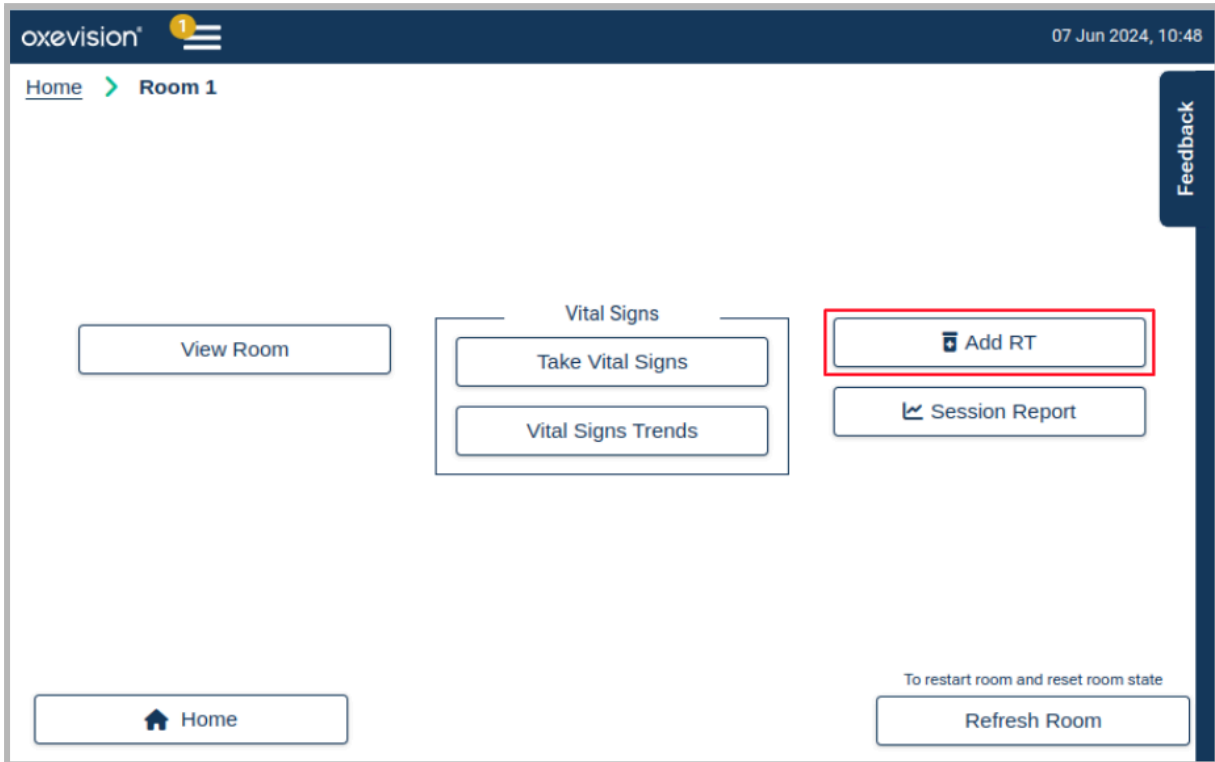 oxevision®
1
07 Jun 2024, 10:48
Home > Room 1
Feedback
View Room
Vital Signs
Take Vital Signs
Vital Signs Trends
Add RT
Session Report
Home
To restart room and reset room state
Refresh Room